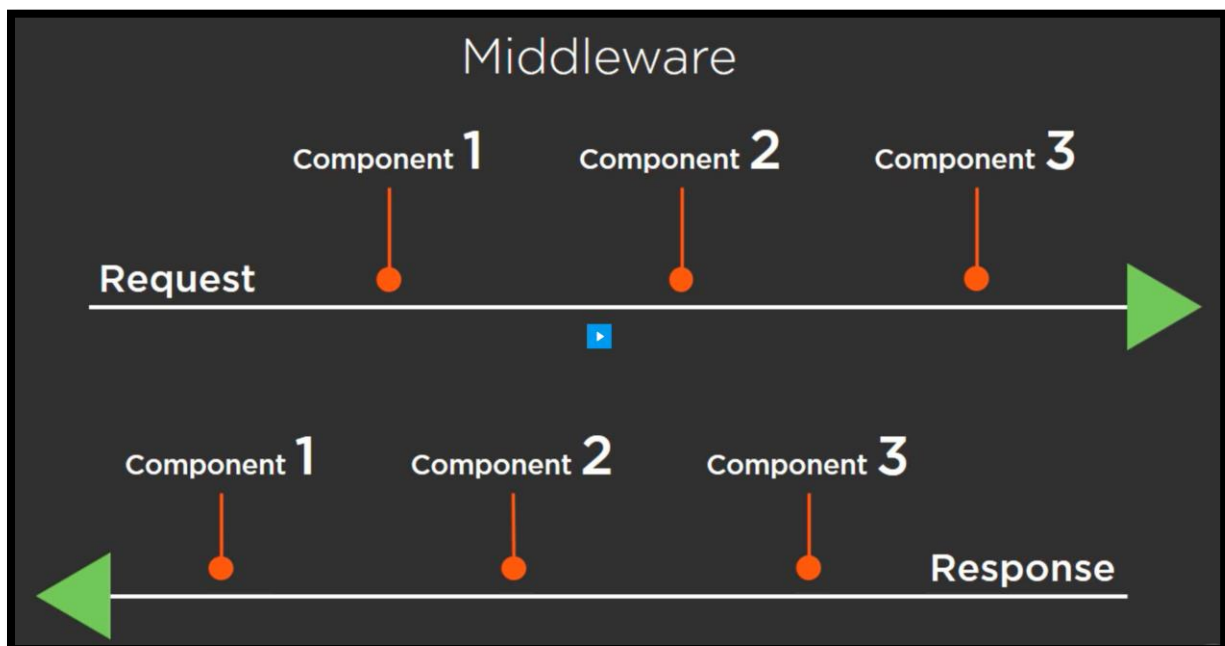 Middleware
Component 1 Component 2 Component 3
Request
Component 1 Component 2 Component 3
Response